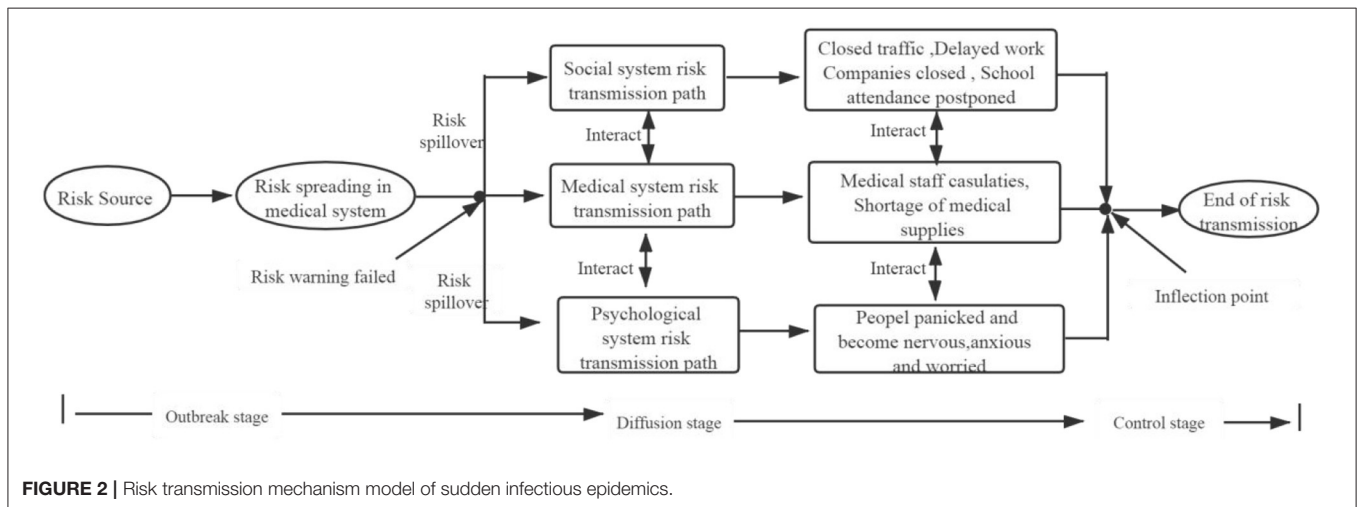 Risk Source
Risk spreading in
medical system
Risk warning failed
Risk
spillover
Risk
spillover
Social system risk
transmission path
Interact
Medical system risk
transmission path
Interact
Psychological
system risk
transmission path
Closed traffic ,Delayed work
Companies closed , School
attendance postponed
Interact
Medical staff casulaties,
Shortage of medical
supplies
Interact
Peopel panicked and
become nervous,anxious
and worried
End of risk
transmission
Inflection point
Outbreak stage
Diffusion stage
Control stage
FIGURE 2 | Risk transmission mechanism model of sudden infectious epidemics.